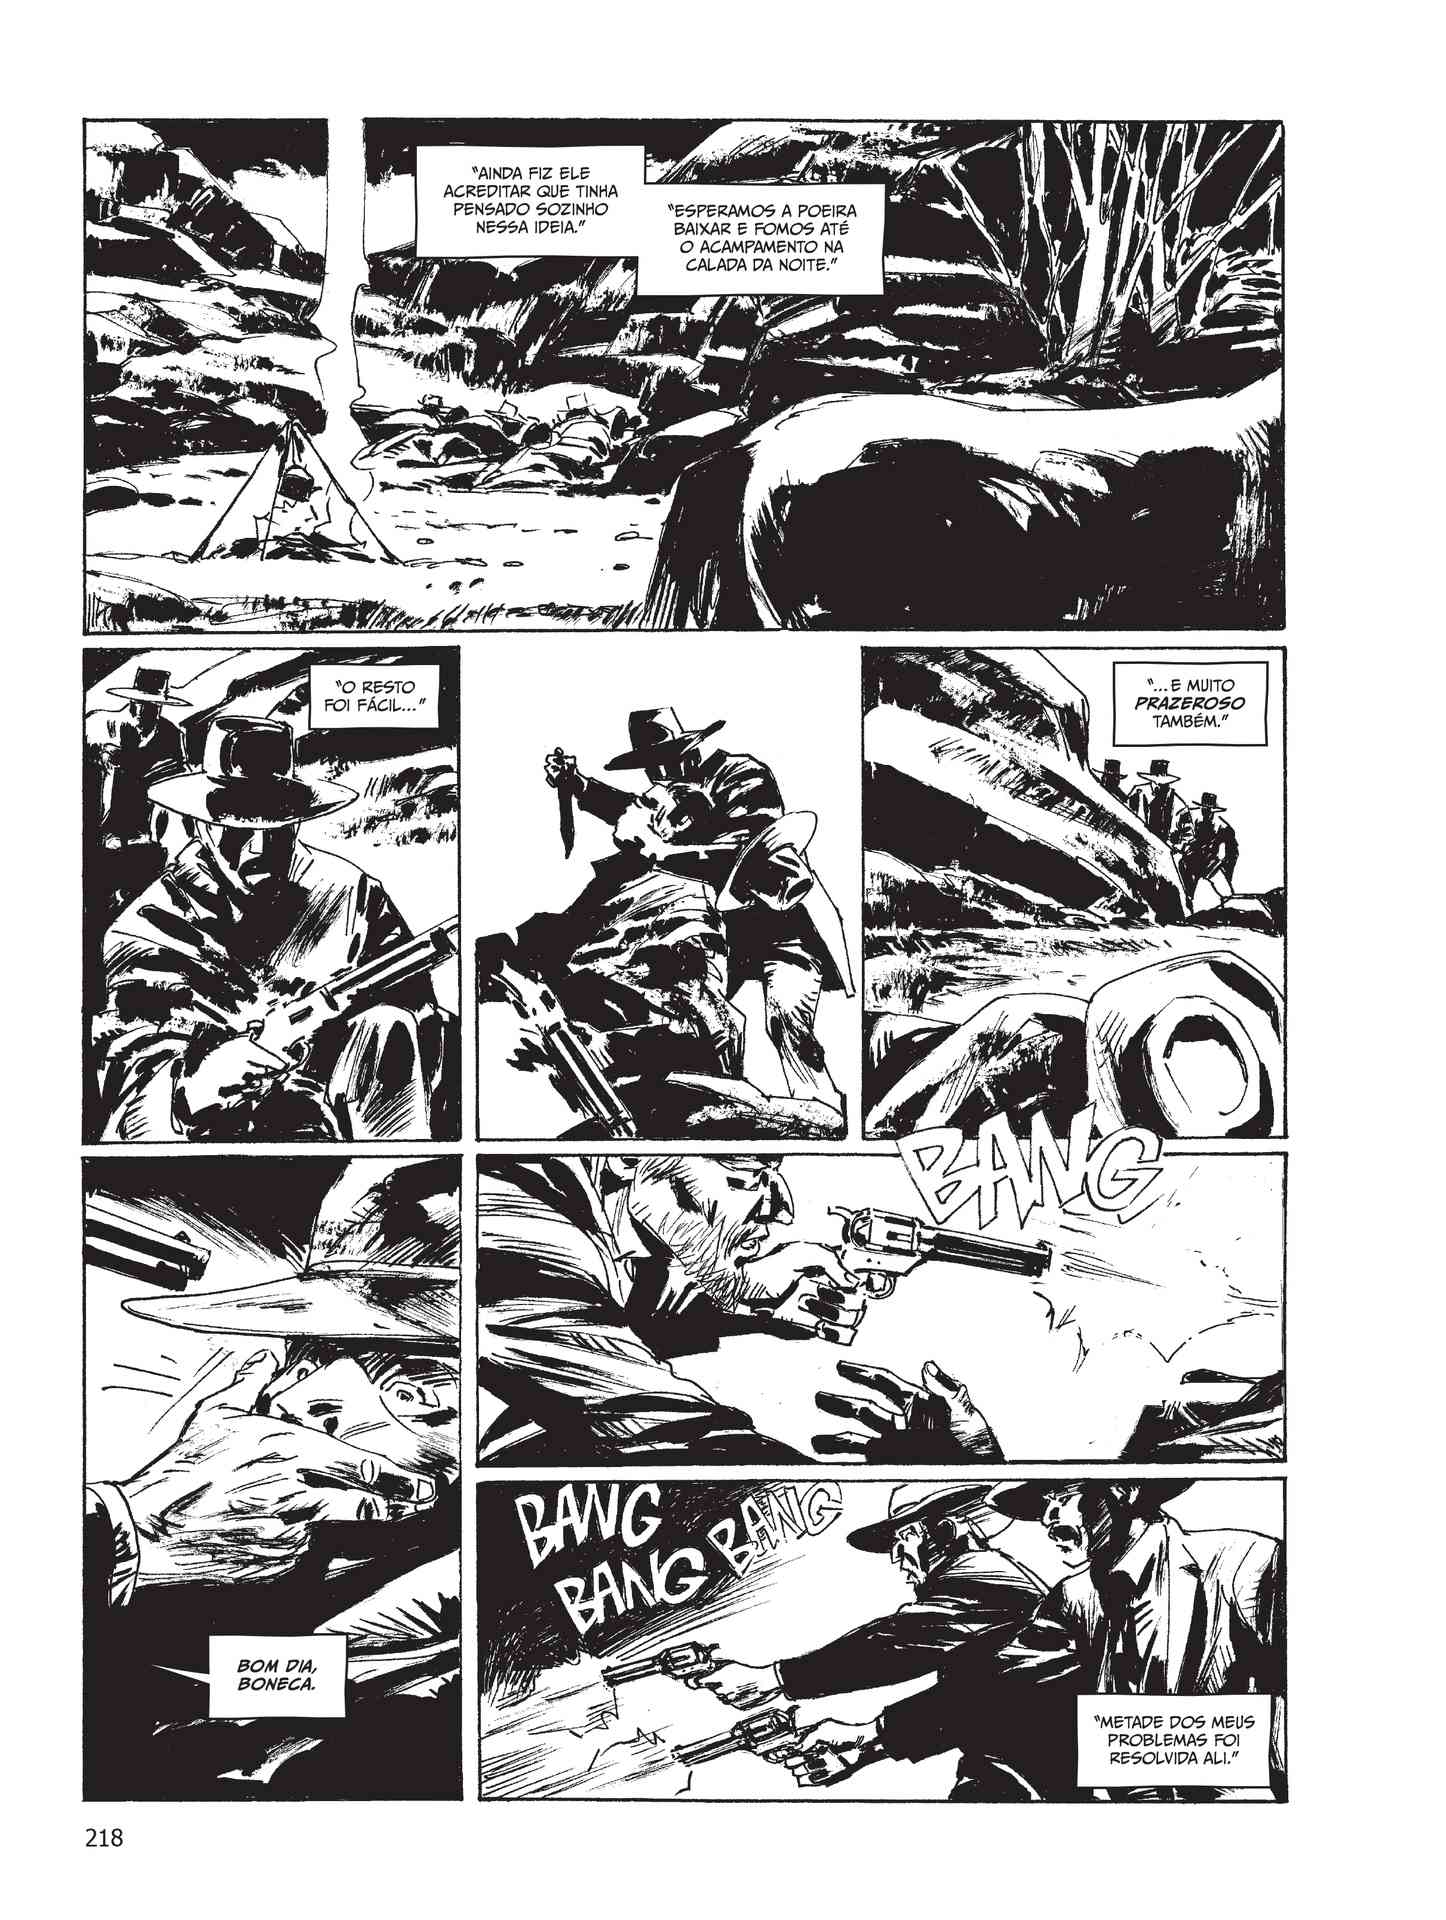 "AINDA FIZ ELE
ACREDITAR QUE TINHA
PENSADO SOZINHO
NESSA IDEIA."
"ESPERAMOS A POEIRA
BAIXAR E FOMOS ATÉ
O ACAMPAMENTO NA
CALADA DA NOITE."
"O RESTO
FOI FÁCIL..."
"...E MUITO
PRAZEROSO
TAMBÉM."
BOM DIA,
BONECA.
BANG
BANG
BANG
BANG
"METADE DOS MEUS
PROBLEMAS FOI
RESOLVIDA ALI."
218